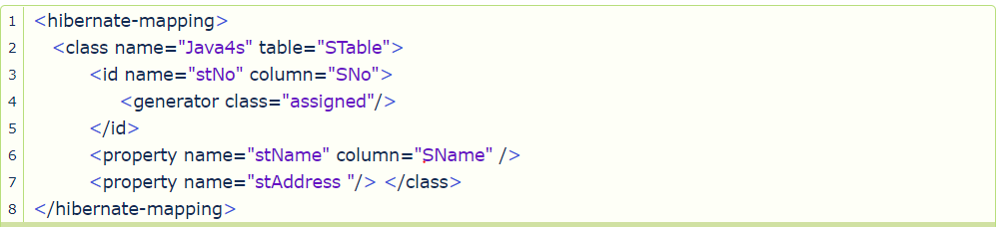 1 <hibernate-mapping>
2 <class name="Java4s" table="STable">
3 <id name="stNo" column="SNo">
4 <generator class="assigned"/>
5 </id>
6 <property name="stName" column="SName" />
7 <property name="stAddress "/> </class>
8 </hibernate-mapping>